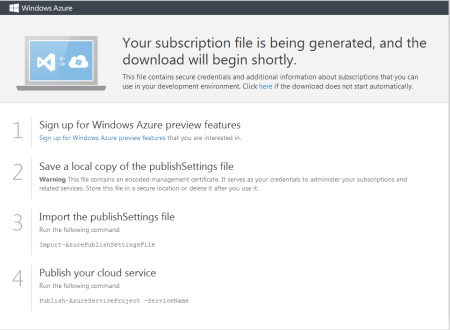 Windows Azure
Your subscription file is being generated, and the
download will begin shortly.
This file contains secure credentials and additional information about subscriptions that you can
use in your development environment. Click here if the download does not start automatically.
1
Sign up for Windows Azure preview features
Sign up for Windows Azure preview features that you are interested in.
2
Save a local copy of the publishSettings file
Warning This file contains an encoded management certificate. It serves as your credentials to administer your subscriptions and
related services. Store this file in a secure location or delete it after you use it.
3
Import the publishSettings file
Run the following command
Import-AzurePublishSettingsFile
4
Publish your cloud service
Run the following command
Publish-AzureServiceProject -ServiceName